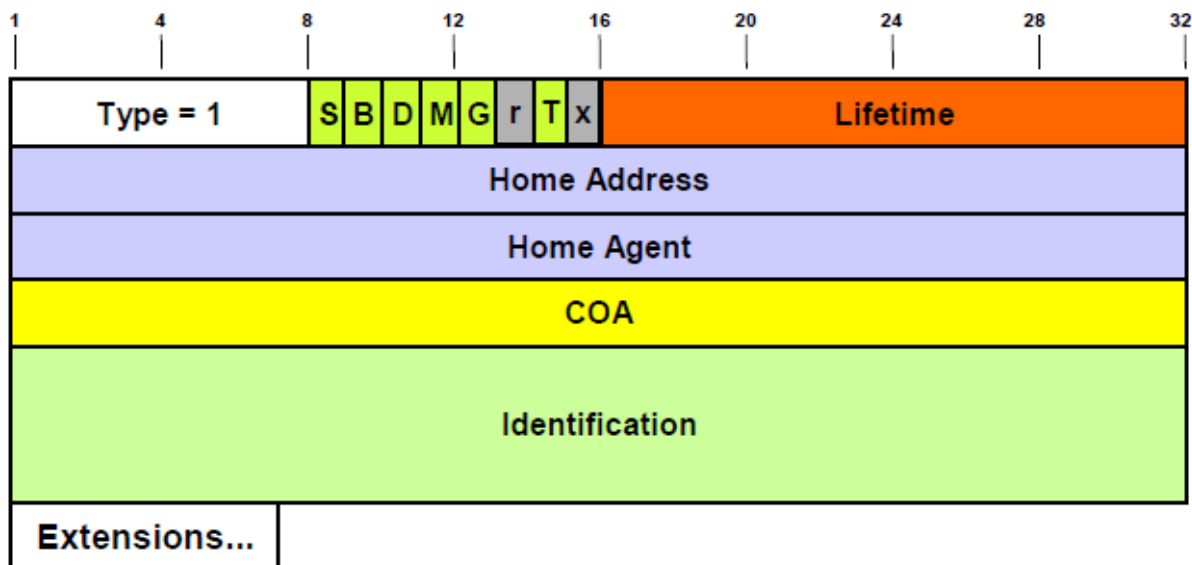 1 4 8 12 16 20 24 28 32
Type = 1 S B D M G r T x Lifetime
Home Address
Home Agent
COA
Identification
Extensions...